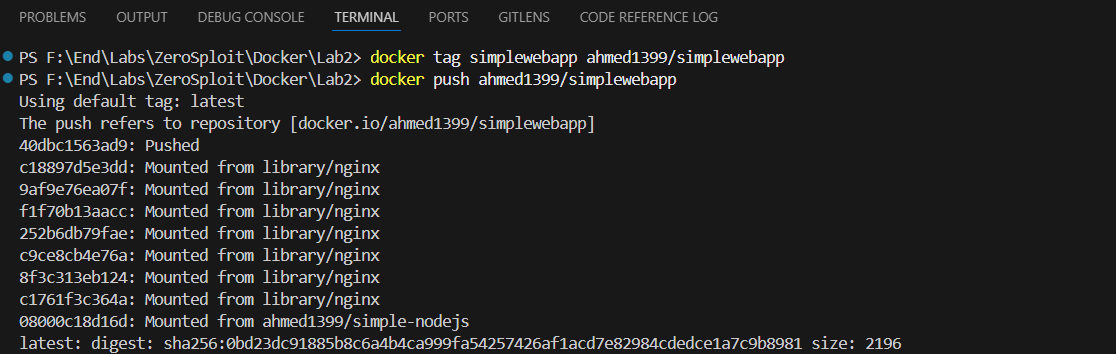 PROBLEMS OUTPUT DEBUG CONSOLE TERMINAL PORTS GITLENS CODE REFERENCE LOG
PS F:\End\Labs\ZeroSploit\Docker\Lab2> docker tag simplewebapp ahmed1399/simplewebapp
PS F:\End\Labs\ZeroSploit\Docker\Lab2> docker push ahmed1399/simplewebapp
Using default tag: latest
The push refers to repository [docker.io/ahmed1399/simplewebapp]
40dbc1563ad9: Pushed
c18897d5e3dd: Mounted from library/nginx
9af9e76ea07f: Mounted from library/nginx
f1f70b13aacc: Mounted from library/nginx
252b6db79fae: Mounted from library/nginx
c9ce8cb4e76a: Mounted from library/nginx
8f3c313eb124: Mounted from library/nginx
c1761f3c364a: Mounted from library/nginx
08000c18d16d: Mounted from ahmed1399/simple-nodejs
latest: digest: sha256:0bd23dc91885b8c6a4b4ca999fa54257426af1acd7e82984cdedce1a7c9b8981 size: 2196